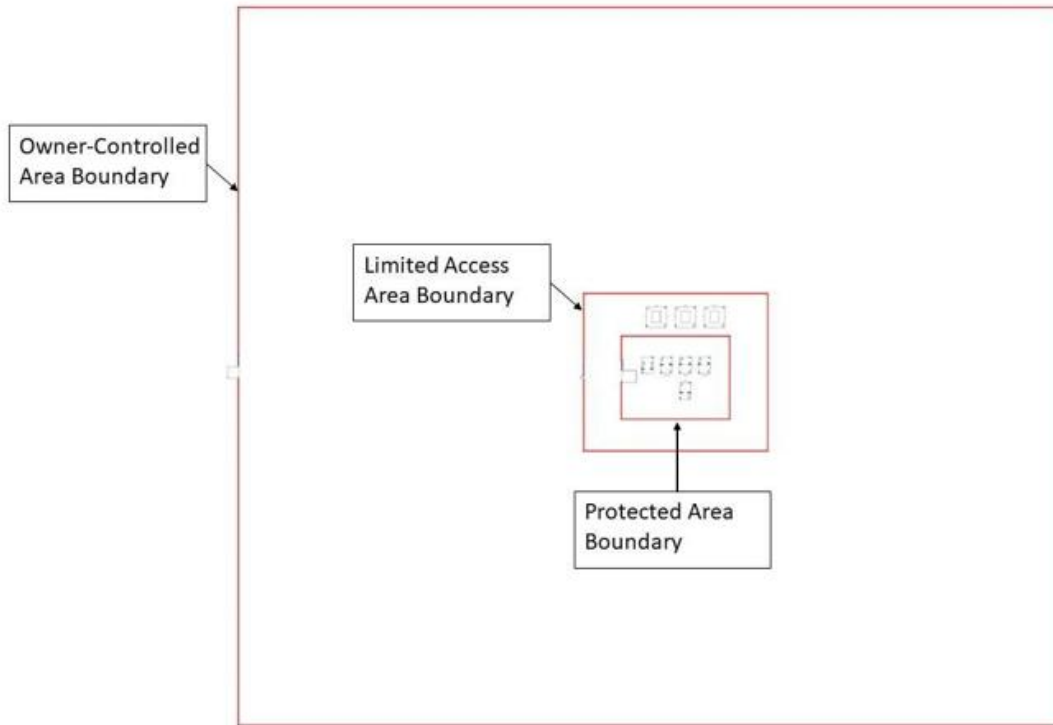 Owner-Controlled
Area Boundary
Limited Access
Area Boundary
Protected Area
Boundary